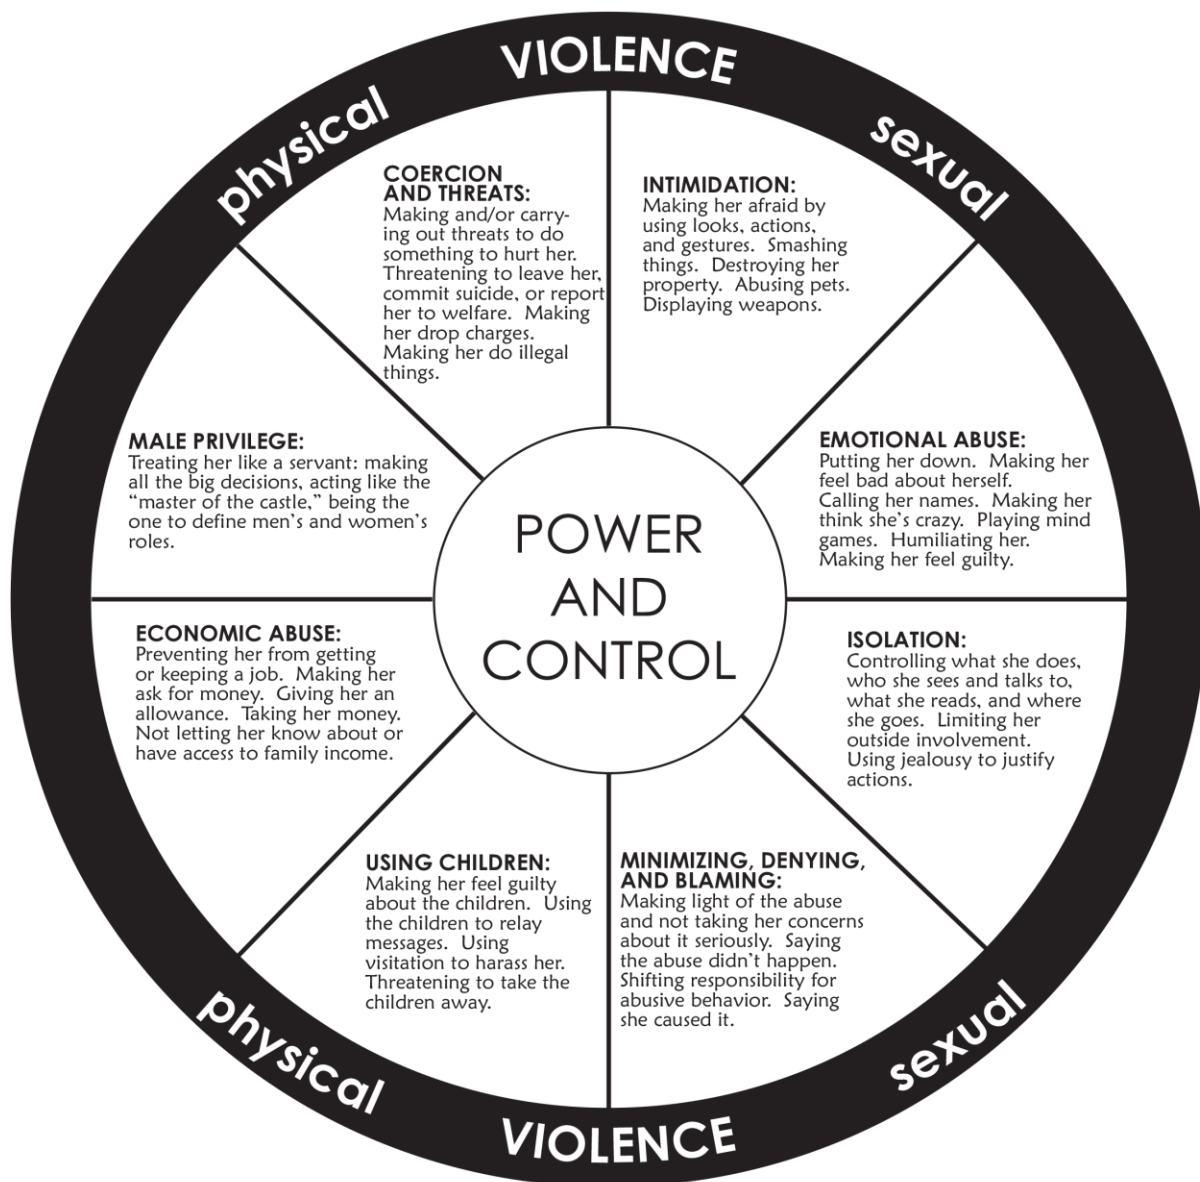 VIOLENCE
physical
sexual
COERCION
AND THREATS:
Making and/or carry-
ing out threats to do
something to hurt her.
Threatening to leave her,
commit suicide, or report
her to welfare. Making
her drop charges.
Making her do illegal
things.
INTIMIDATION:
Making her afraid by
using looks, actions,
and gestures. Smashing
things. Destroying her
property. Abusing pets.
Displaying weapons.
MALE PRIVILEGE:
Treating her like a servant: making
all the big decisions, acting like the
“master of the castle,” being the
one to define men’s and women’s
roles.
EMOTIONAL ABUSE:
Putting her down. Making her
feel bad about herself.
Calling her names. Making her
think she’s crazy. Playing mind
games. Humiliating her.
Making her feel guilty.
POWER
AND
CONTROL
ECONOMIC ABUSE:
Preventing her from getting
or keeping a job. Making her
ask for money. Giving her an
allowance. Taking her money.
Not letting her know about or
have access to family income.
ISOLATION:
Controlling what she does,
who she sees and talks to,
what she reads, and where
she goes. Limiting her
outside involvement.
Using jealousy to justify
actions.
USING CHILDREN:
Making her feel guilty
about the children. Using
the children to relay
messages. Using
visitation to harass her.
Threatening to take the
children away.
MINIMIZING, DENYING,
AND BLAMING:
Making light of the abuse
and not taking her concerns
about it seriously. Saying
the abuse didn’t happen.
Shifting responsibility for
abusive behavior. Saying
she caused it.
physical
sexual
VIOLENCE